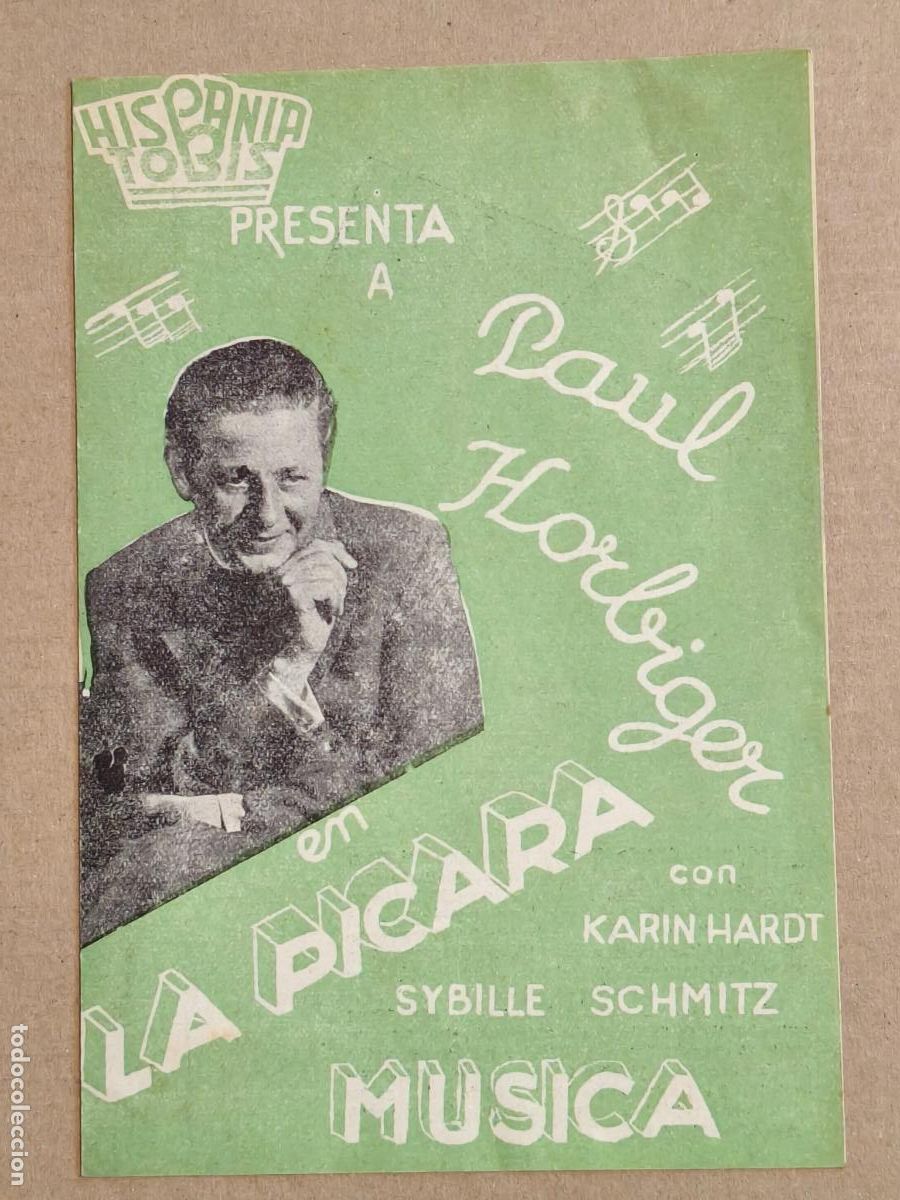 HISPANIA
TOBIS
PRESENTA
A
Paul
Horbiger
en
LA PICARA
con
KARIN HARDT
SYBILLE SCHMITZ
MUSICA
todocoleccion